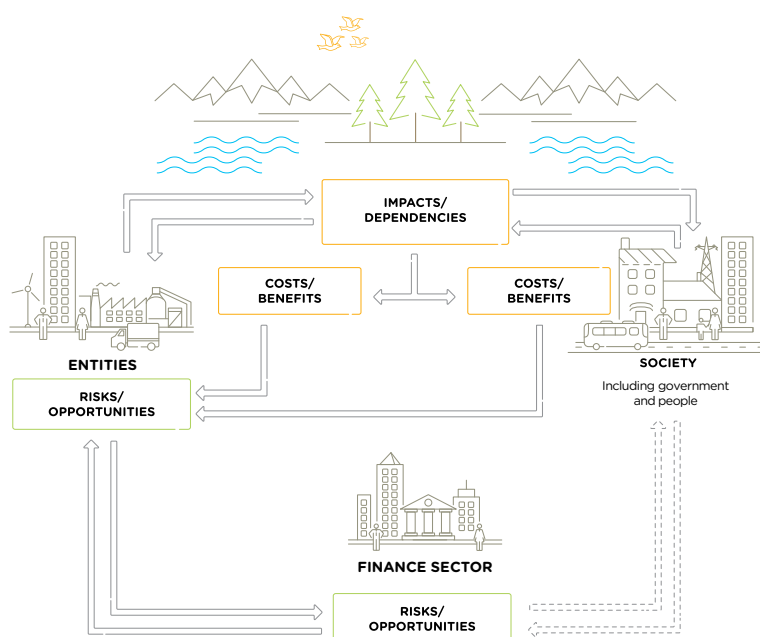 IMPACTS/
DEPENDENCIES
COSTS/
BENEFITS
COSTS/
BENEFITS
ENTITIES
SOCIETY
Including government
and people
RISKS/
OPPORTUNITIES
FINANCE SECTOR
RISKS/
OPPORTUNITIES